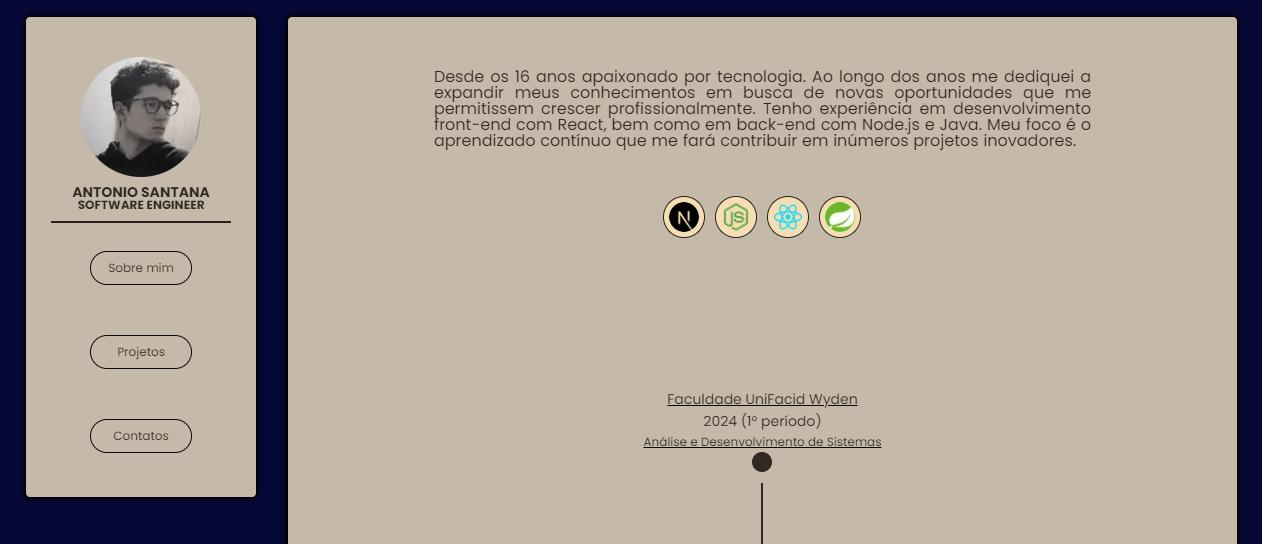 ANTONIO SANTANA
SOFTWARE ENGINEER
Sobre mim
Projetos
Contatos
Desde os 16 anos apaixonado por tecnologia. Ao longo dos anos me dediquei a
expandir meus conhecimentos em busca de novas oportunidades que me
permitissem crescer profissionalmente. Tenho experiência em desenvolvimento
front-end com React, bem como em back-end com Node.js e Java. Meu foco é o
aprendizado contínuo que me fará contribuir em inúmeros projetos inovadores.
N JS
Faculdade UniFacid Wyden
2024 (1º período)
Análise e Desenvolvimento de Sistemas